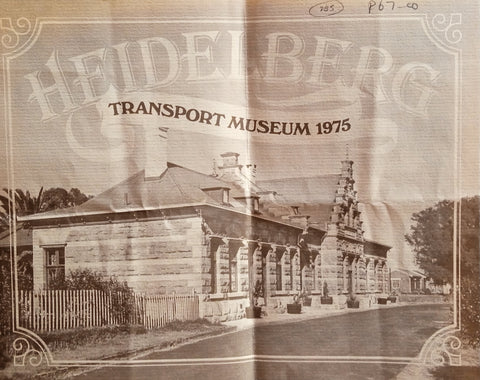 785 P67-00
HEIDELBERG
TRANSPORT MUSEUM 1975